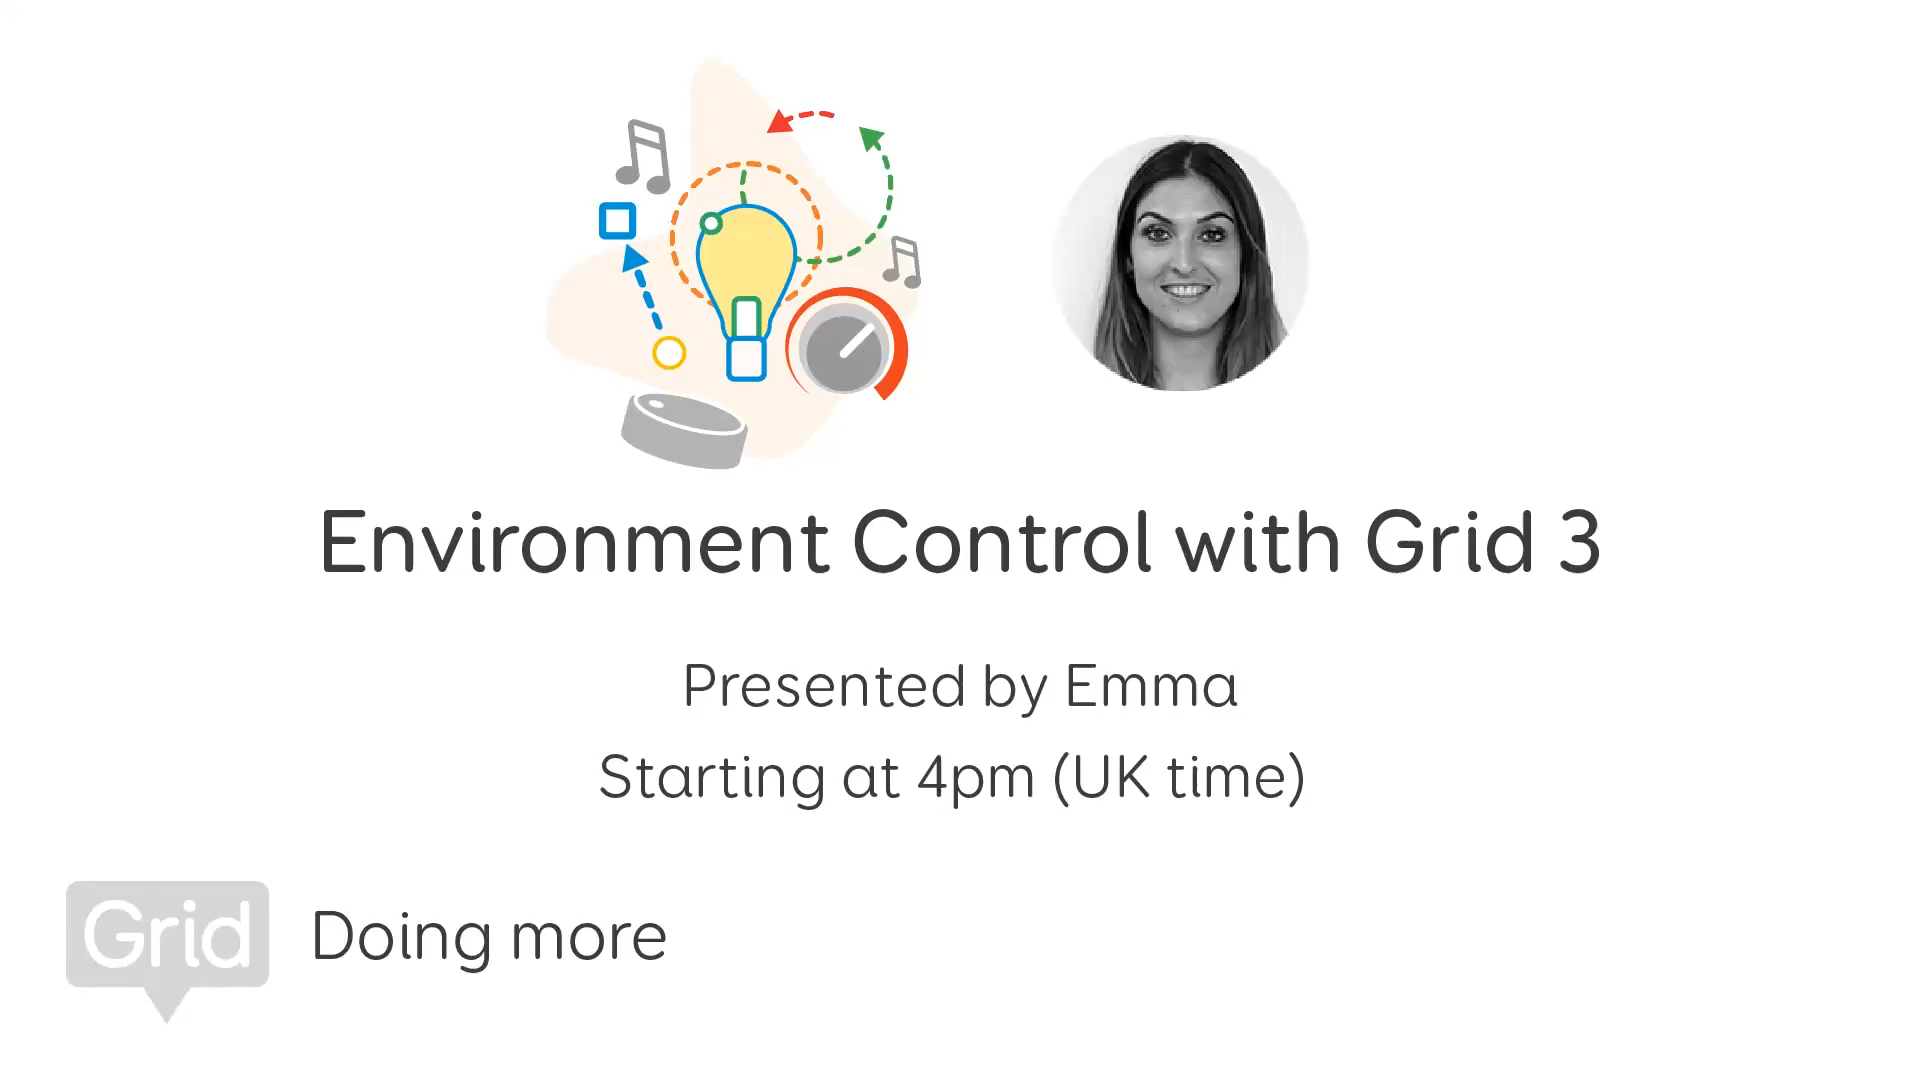 Environment Control with Grid 3
Presented by Emma
Starting at 4pm (UK time)
Grid
Doing more